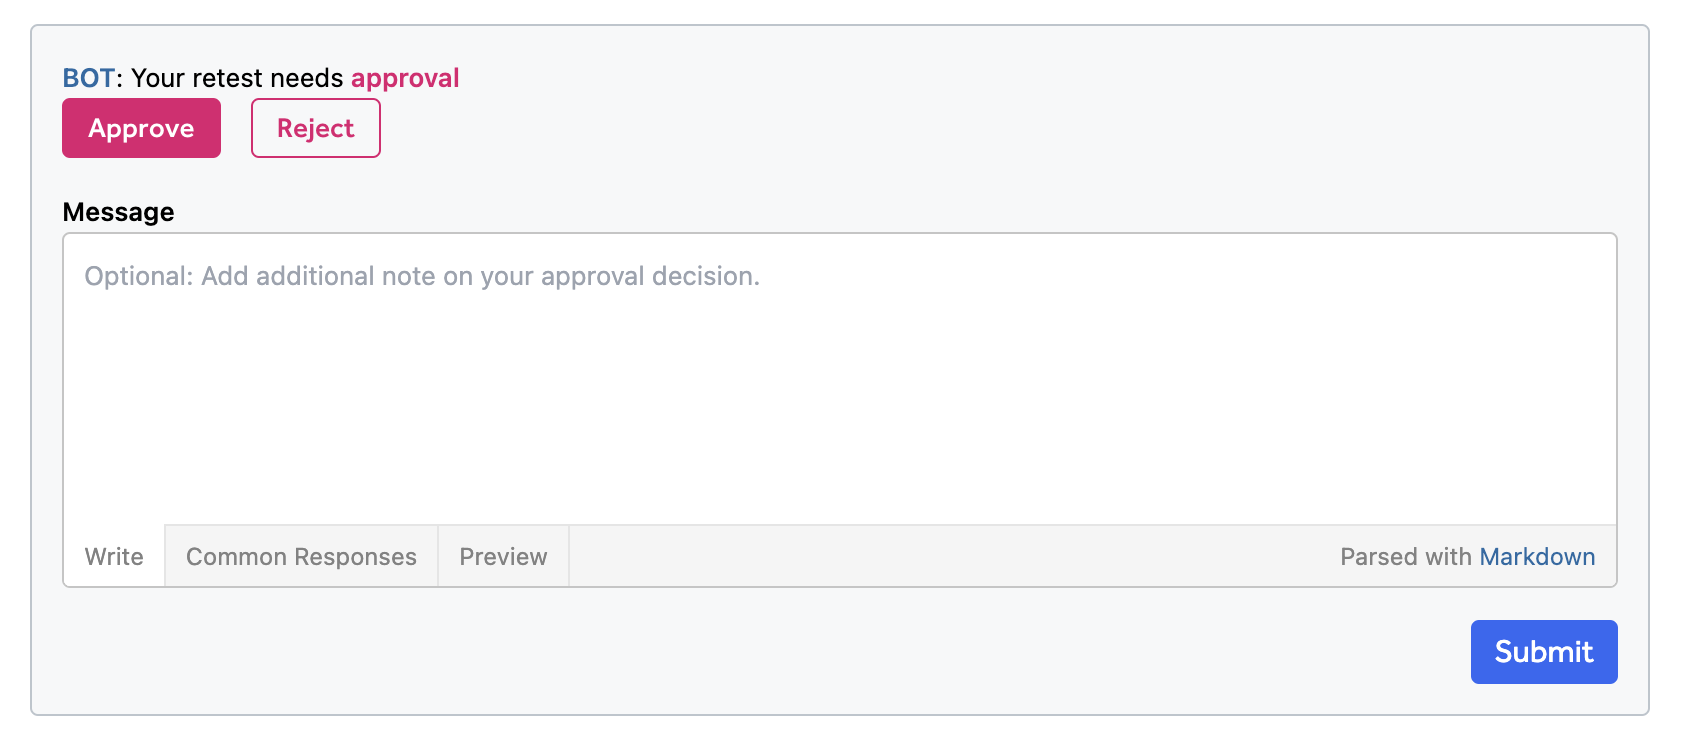 BOT: Your retest needs approval
Approve Reject
Message
Optional: Add additional note on your approval decision.
Write Common Responses Preview Parsed with Markdown
Submit